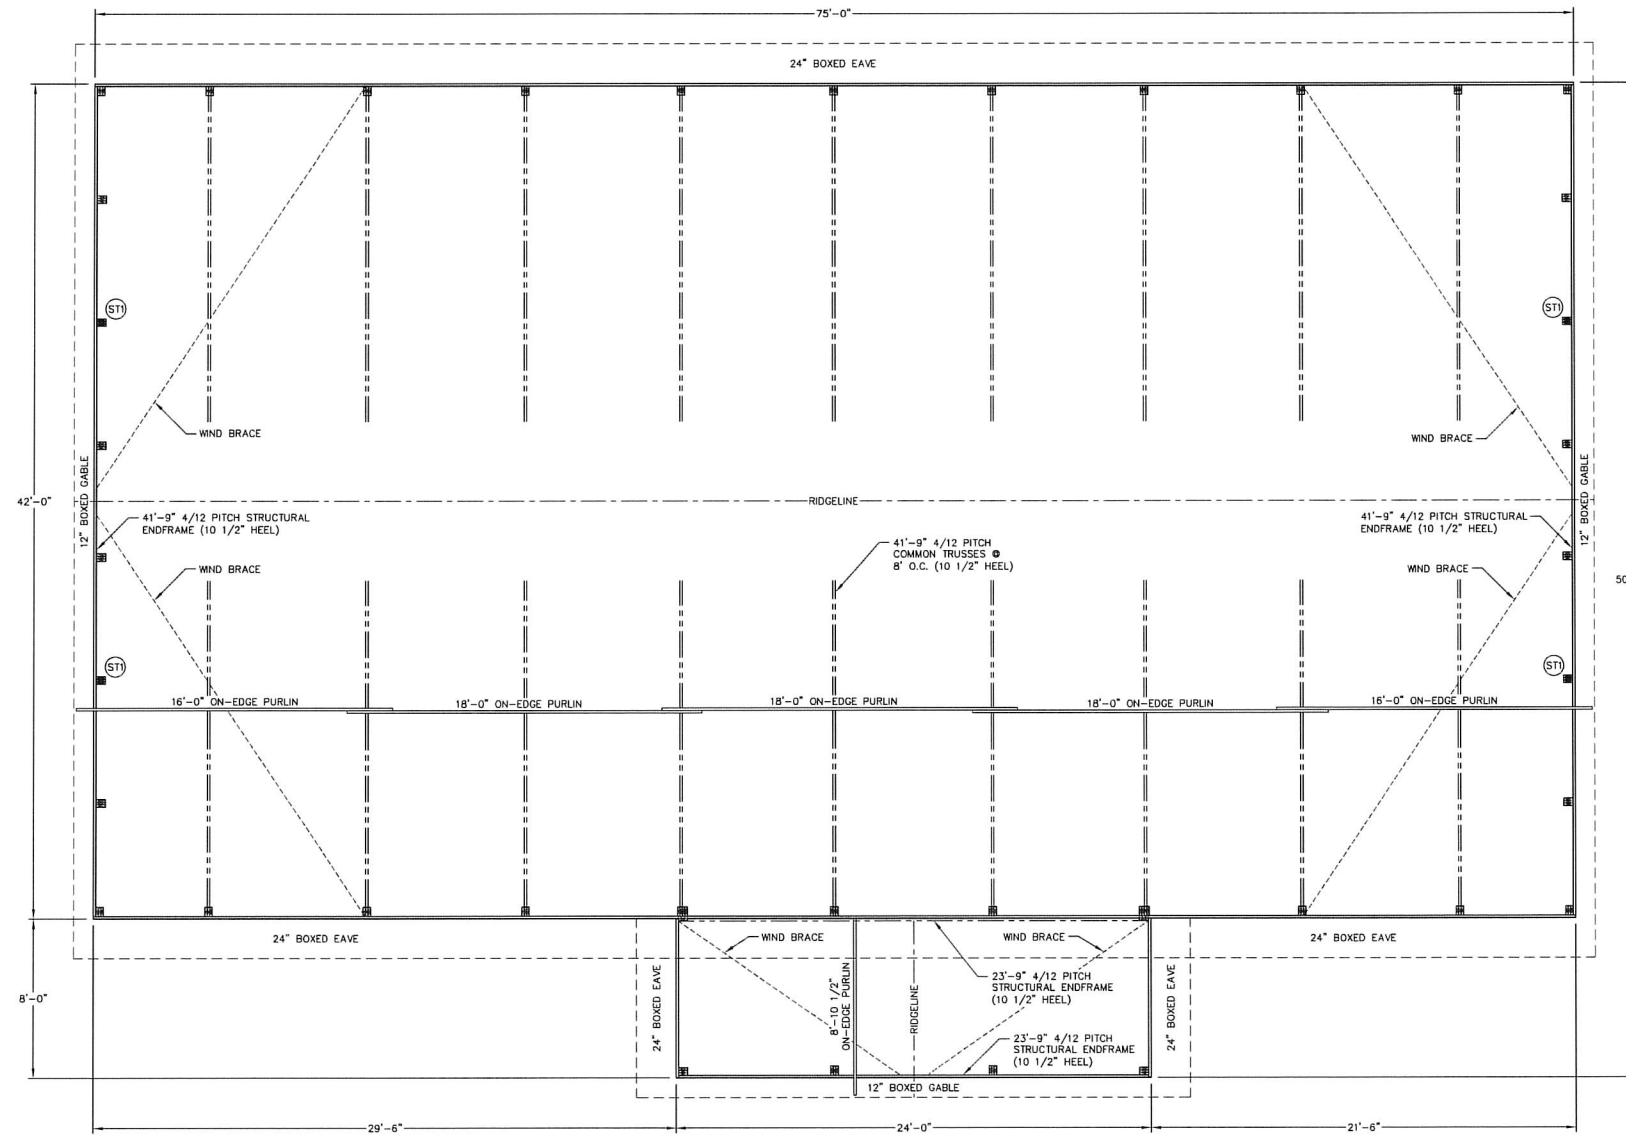 75'-0"
24" BOXED EAVE
ST1
ST1
WIND BRACE
WIND BRACE
12" BOXED GABLE
12" BOXED GABLE
42'-0"
RIDGELINE
41'-9" 4/12 PITCH STRUCTURAL
ENDFRAME (10 1/2" HEEL)
41'-9" 4/12 PITCH STRUCTURAL
ENDFRAME (10 1/2" HEEL)
41'-9" 4/12 PITCH
COMMON TRUSSES @
8' O.C. (10 1/2" HEEL)
WIND BRACE
WIND BRACE
50
ST1
ST1
16'-0" ON-EDGE PURLIN
18'-0" ON-EDGE PURLIN
18'-0" ON-EDGE PURLIN
18'-0" ON-EDGE PURLIN
16'-0" ON-EDGE PURLIN
24" BOXED EAVE
WIND BRACE
WIND BRACE
24" BOXED EAVE
8'-0"
24" BOXED EAVE
8'-10 1/2"
ON-EDGE PURLIN
RIDGELINE
23'-9" 4/12 PITCH
STRUCTURAL ENDFRAME
(10 1/2" HEEL)
24" BOXED EAVE
23'-9" 4/12 PITCH
STRUCTURAL ENDFRAME
(10 1/2" HEEL)
12" BOXED GABLE
29'-6"
24'-0"
21'-6"